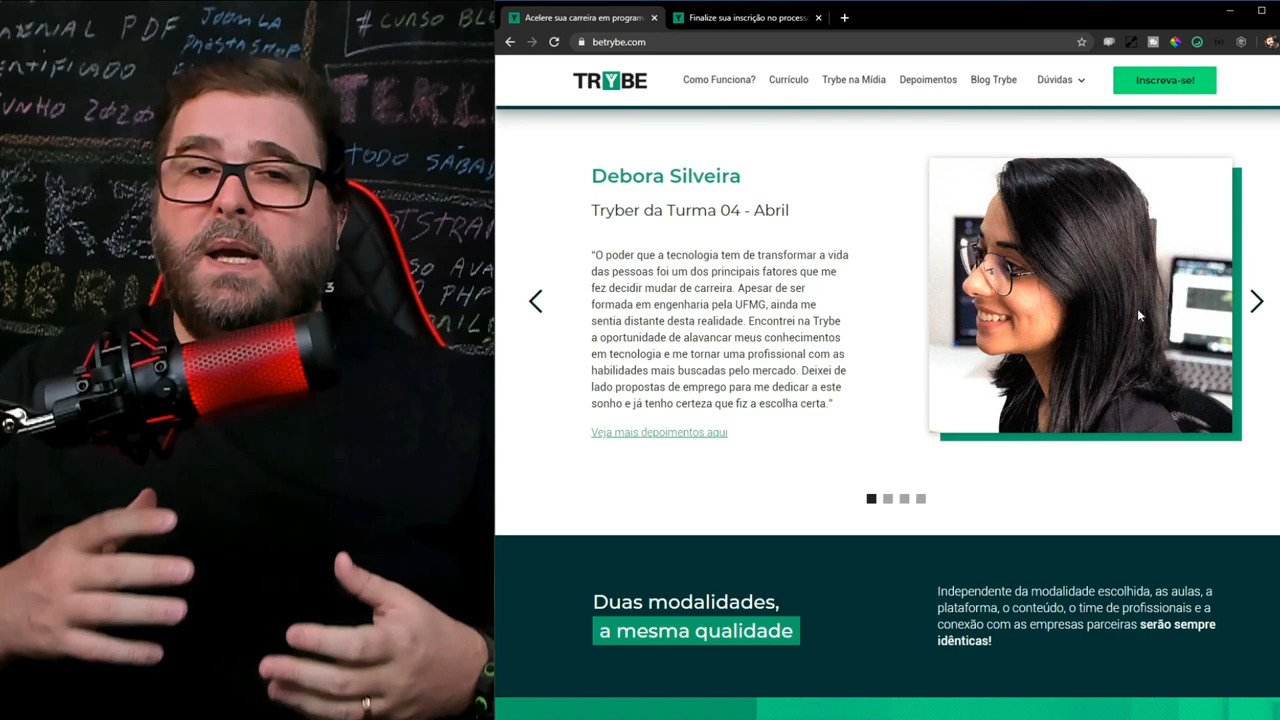 MATERIAL PDF
JOOMLA
PRESTASHOP
# CURSO
CERTIFICADO
JUNHO 2020
TODO SÁBADO
Acelere sua carreira em program
Finalize sua inscrição no process
betrybe.com
TRYBE
Como Funciona?
Currículo
Trybe na Mídia
Depoimentos
Blog Trybe
Dúvidas
Inscreva-se!
Debora Silveira
Tryber da Turma 04 - Abril
“O poder que a tecnologia tem de transformar a vida
das pessoas foi um dos principais fatores que me
fez decidir mudar de carreira. Apesar de ser
formada em engenharia pela UFMG, ainda me
sentia distante desta realidade. Encontrei na Trybe
a oportunidade de alavancar meus conhecimentos
em tecnologia e me tornar uma profissional com as
habilidades mais buscadas pelo mercado. Deixei de
lado propostas de emprego para me dedicar a este
sonho e já tenho certeza que fiz a escolha certa.”
Veja mais depoimentos aqui
Duas modalidades,
a mesma qualidade
Independente da modalidade escolhida, as aulas, a
plataforma, o conteúdo, o time de profissionais e a
conexão com as empresas parceiras serão sempre
idênticas!